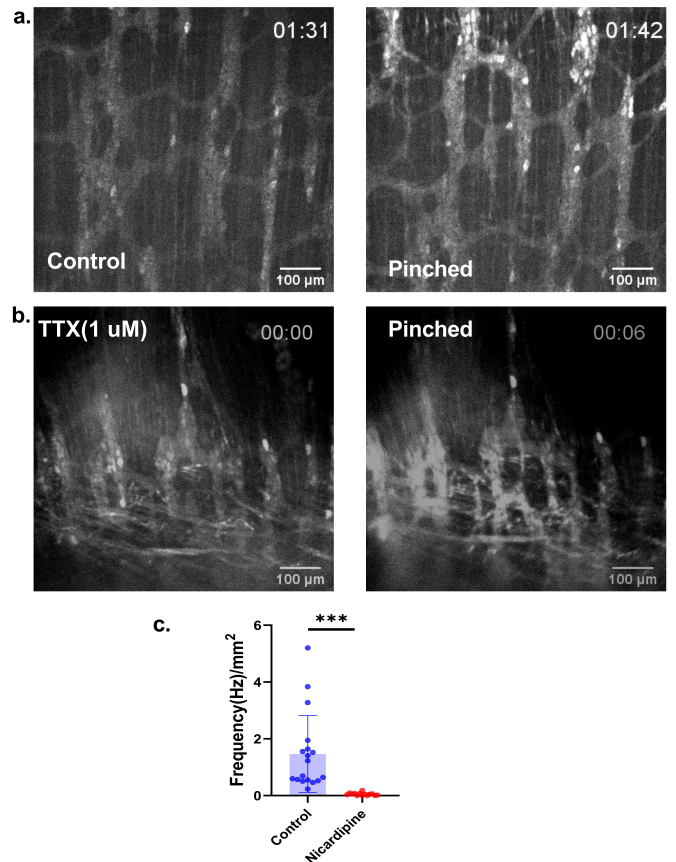 a.
01:31
Control
100 µm
01:42
Pinched
100 µm
b.
TTX(1 uM)
00:00
100 µm
Pinched
00:06
100 µm
c.
Frequency(Hz)/mm2
6
4
2
0
***
Control
Nicardipine